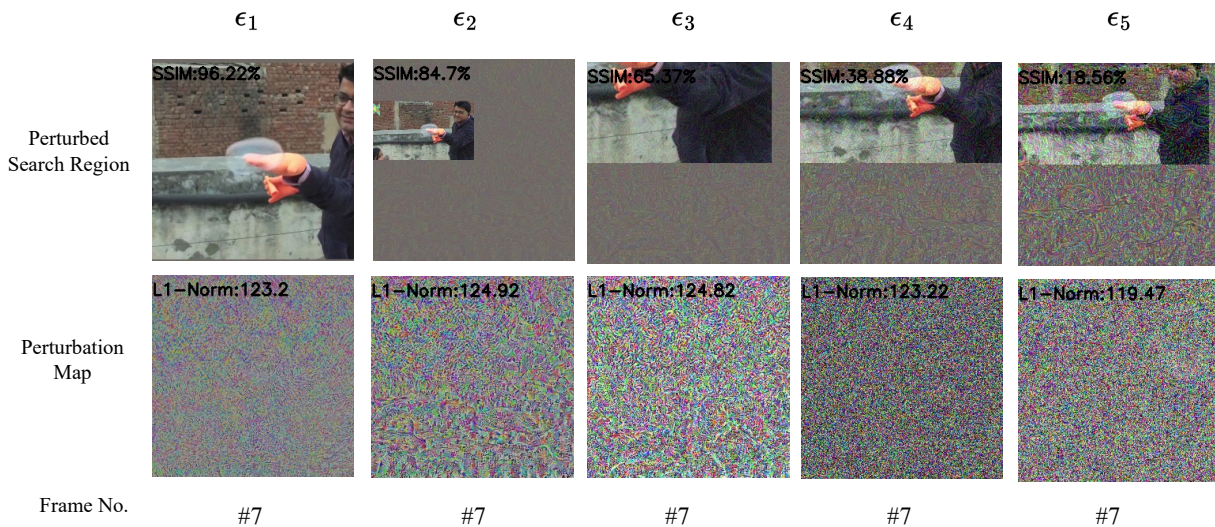 ϵ1 ϵ2 ϵ3 ϵ4 ϵ5
SSIM:96.22% SSIM:84.7% SSIM:65.37% SSIM:38.88% SSIM:18.56%
Perturbed
Search Region
L1-Norm:123.2 L1-Norm:124.92 L1-Norm:124.82 L1-Norm:123.22 L1-Norm:119.47
Perturbation
Map
Frame No.
#7 #7 #7 #7 #7